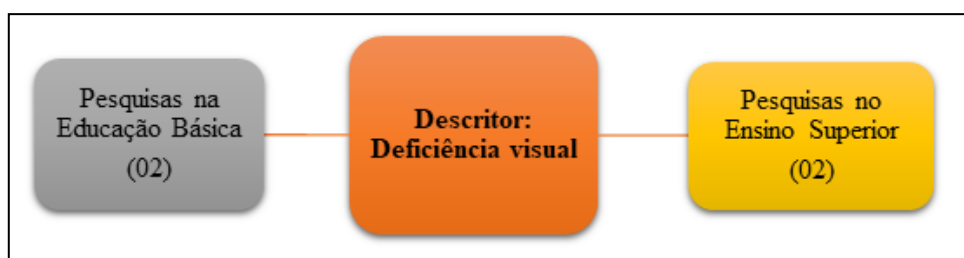 Pesquisas na
Educação Básica
(02)
Descritor:
Deficiência visual
Pesquisas no
Ensino Superior
(02)